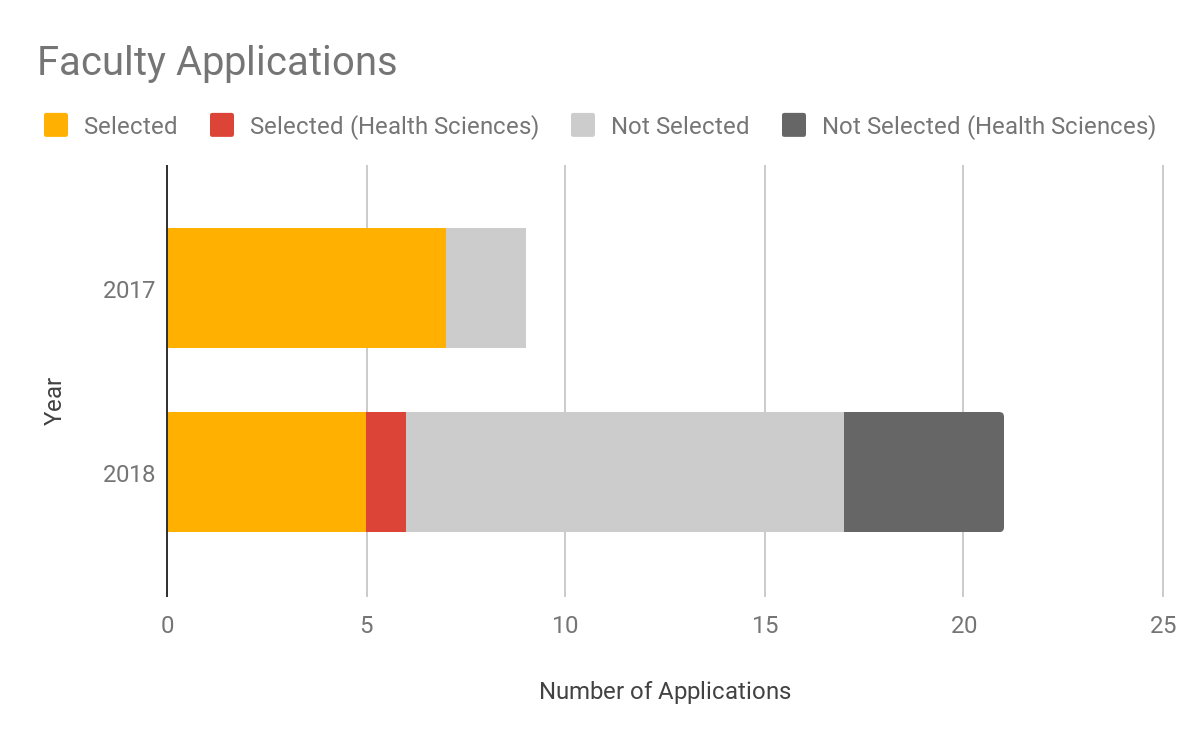 Faculty Applications
Selected Selected (Health Sciences) Not Selected Not Selected (Health Sciences)
2017
Year
2018
0 5 10 15 20 25
Number of Applications